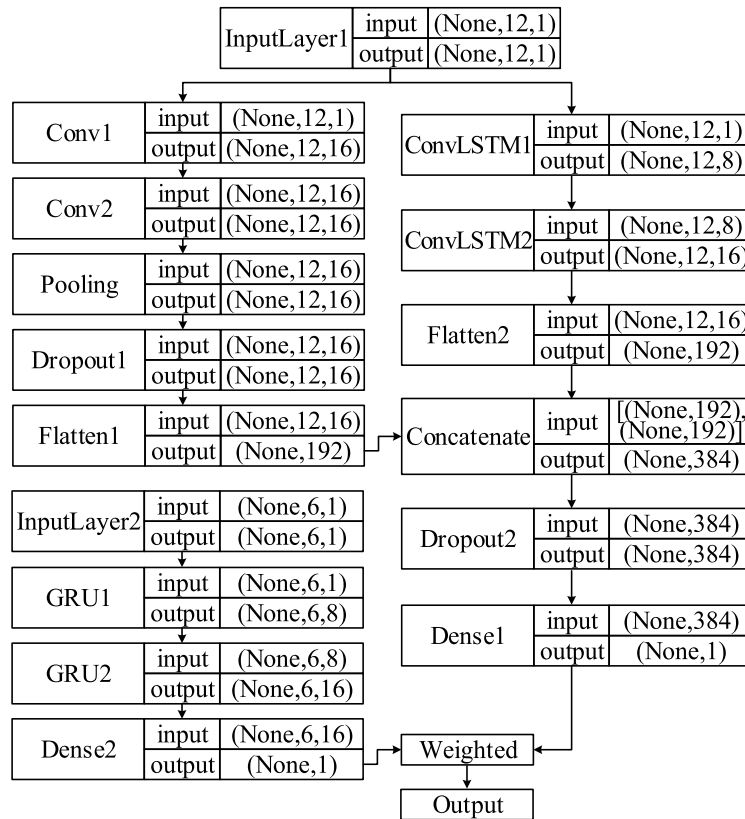 InputLayer1
input (None,12,1)
output (None,12,1)
Conv1
input (None,12,1)
output (None,12,16)
Conv2
input (None,12,16)
output (None,12,16)
Pooling
input (None,12,16)
output (None,12,16)
Dropout1
input (None,12,16)
output (None,12,16)
Flatten1
input (None,12,16)
output (None,192)
ConvLSTM1
input (None,12,1)
output (None,12,8)
ConvLSTM2
input (None,12,8)
output (None,12,16)
Flatten2
input (None,12,16)
output (None,192)
Concatenate
input [(None,192),
(None,192)]
output (None,384)
Dropout2
input (None,384)
output (None,384)
Dense1
input (None,384)
output (None,1)
InputLayer2
input (None,6,1)
output (None,6,1)
GRU1
input (None,6,1)
output (None,6,8)
GRU2
input (None,6,8)
output (None,6,16)
Dense2
input (None,6,16)
output (None,1)
Weighted
Output